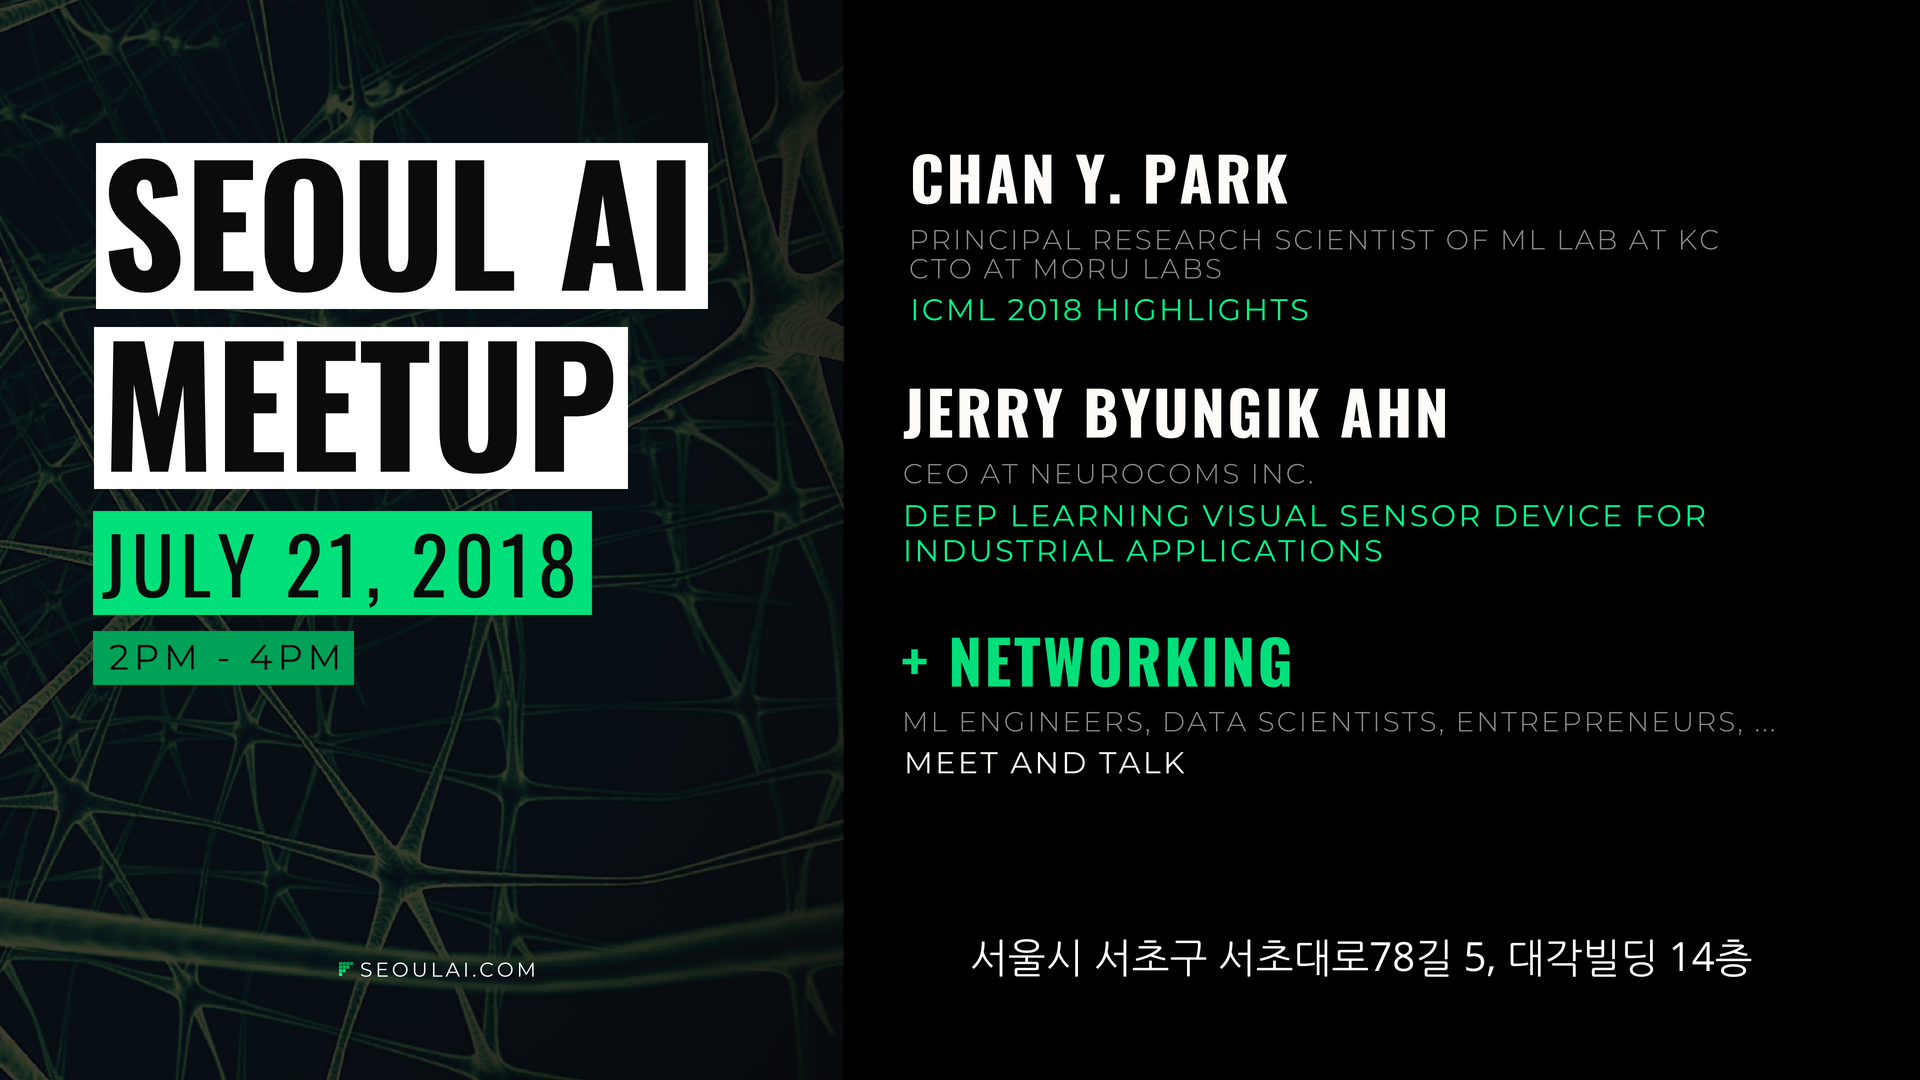 SEOUL AI
MEETUP
JULY 21, 2018
2PM - 4PM
SEOULAI.COM
CHAN Y. PARK
PRINCIPAL RESEARCH SCIENTIST OF ML LAB AT KC
CTO AT MORU LABS
ICML 2018 HIGHLIGHTS
JERRY BYUNGIK AHN
CEO AT NEUROCOMS INC.
DEEP LEARNING VISUAL SENSOR DEVICE FOR
INDUSTRIAL APPLICATIONS
+ NETWORKING
ML ENGINEERS, DATA SCIENTISTS, ENTREPRENEURS, ...
MEET AND TALK
서울시 서초구 서초대로78길 5, 대각빌딩 14층